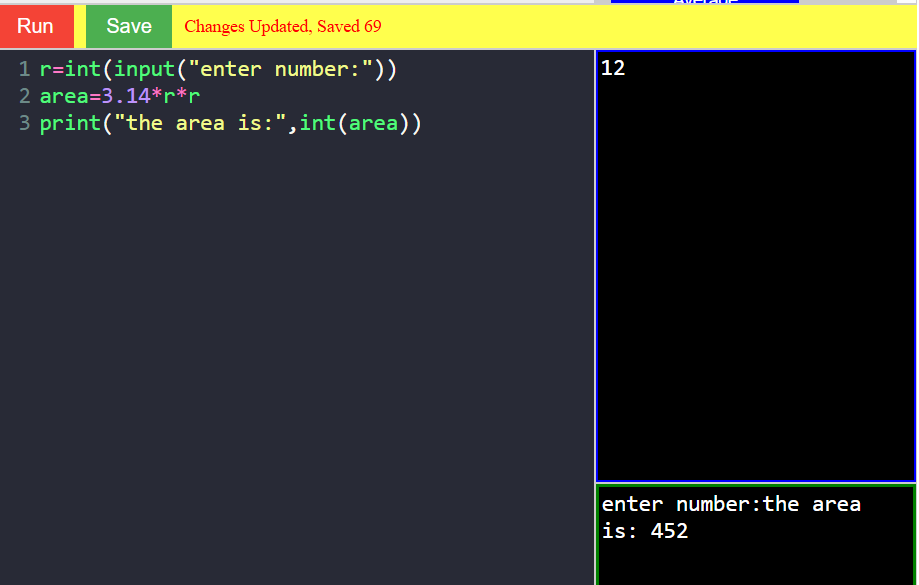 Average
Run Save Changes Updated, Saved 69
1 r=int(input("enter number:"))
2 area=3.14*r*r
3 print("the area is:",int(area))
12
enter number:the area
is: 452